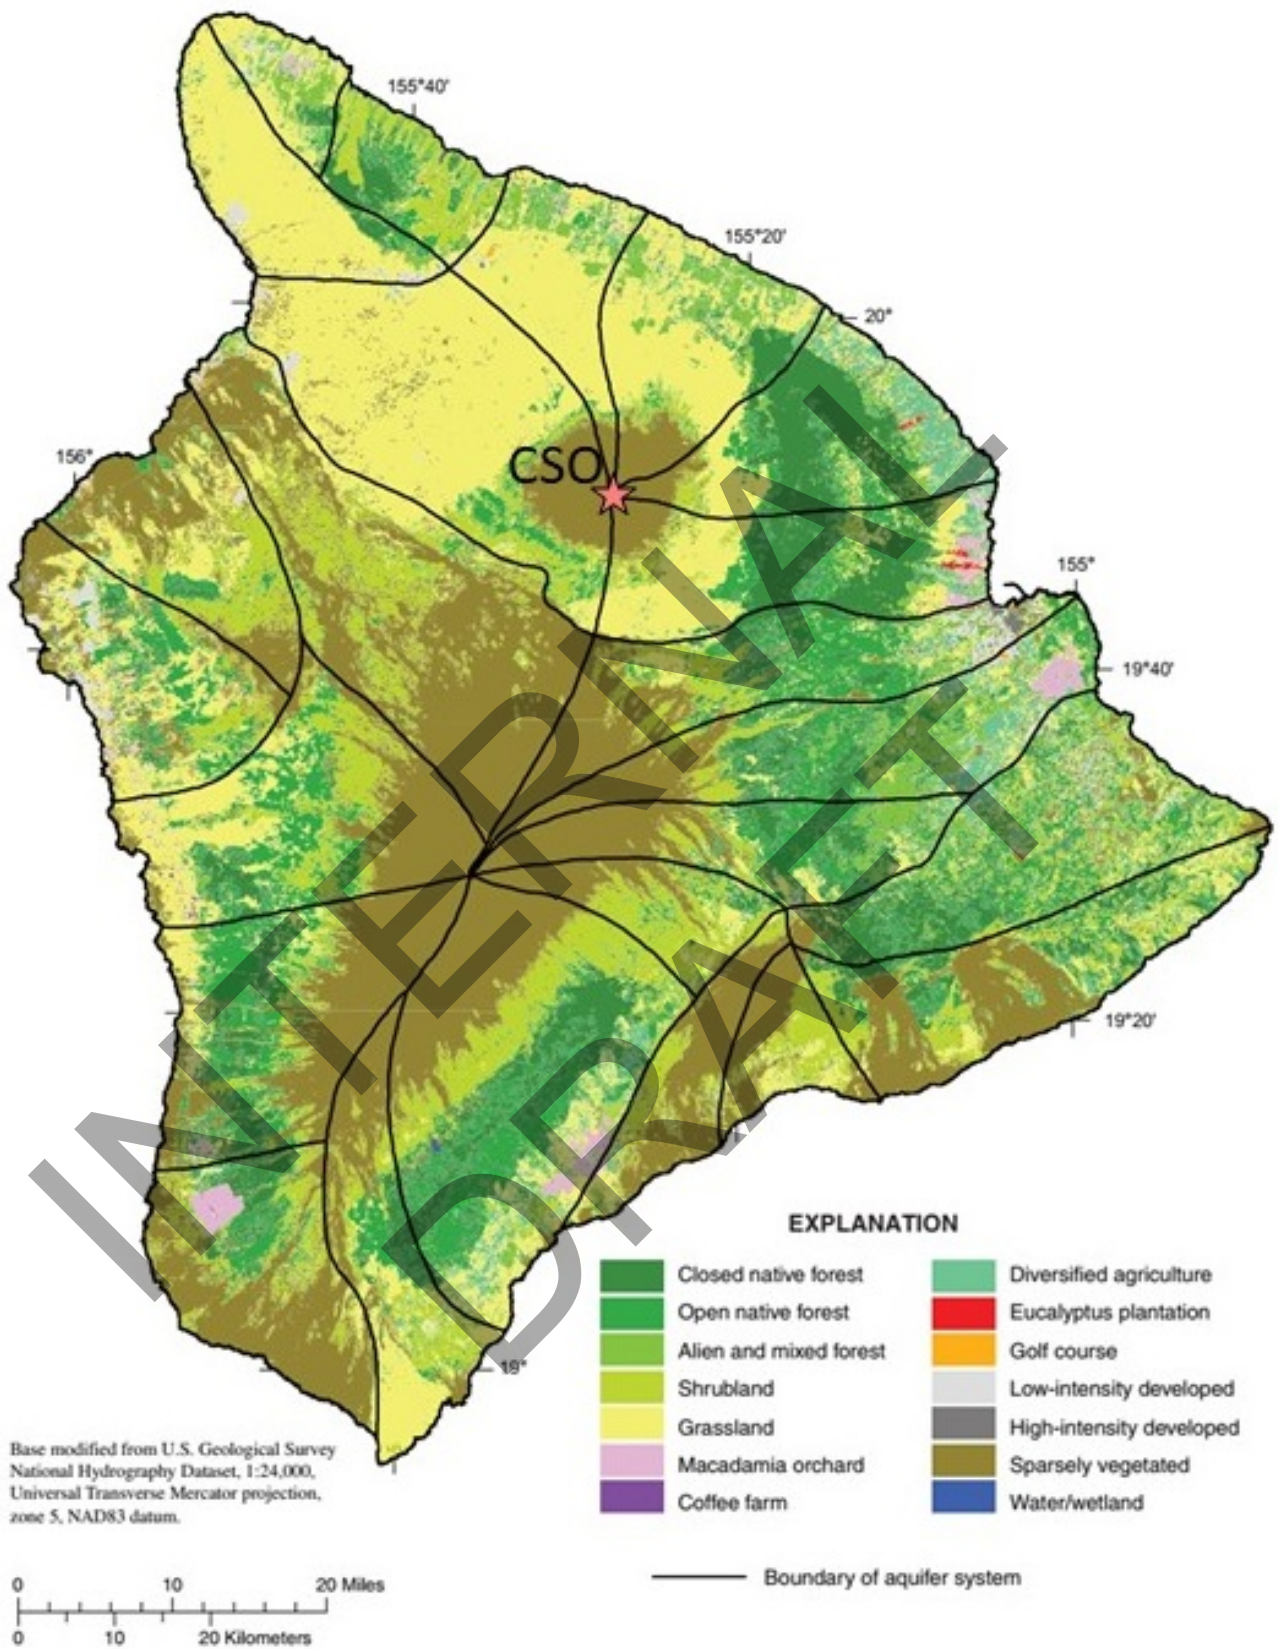 155°40'
155°20'
20°
CSO
156°
155°
19°40'
19°20'
19°
INTERNAL
DRAFT
EXPLANATION
Closed native forest
Open native forest
Alien and mixed forest
Shrubland
Grassland
Macadamia orchard
Coffee farm
Diversified agriculture
Eucalyptus plantation
Golf course
Low-intensity developed
High-intensity developed
Sparsely vegetated
Water/wetland
Boundary of aquifer system
Base modified from U.S. Geological Survey
National Hydrography Dataset, 1:24,000,
Universal Transverse Mercator projection,
zone 5, NAD83 datum.
0 10 20 Miles
0 10 20 Kilometers